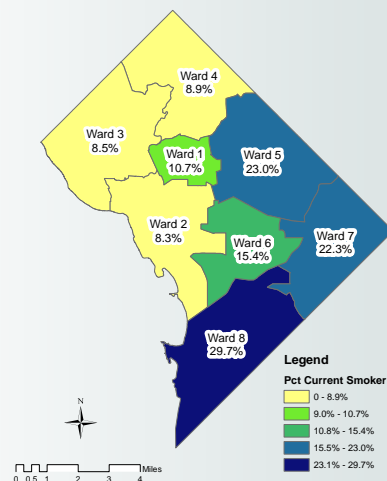 Ward 4
8.9%
Ward 3
8.5%
Ward 1
10.7%
Ward 5
23.0%
Ward 2
8.3%
Ward 6
15.4%
Ward 7
22.3%
Ward 8
29.7%
Legend
Pct Current Smoker
0 - 8.9%
9.0% - 10.7%
10.8% - 15.4%
15.5% - 23.0%
23.1% - 29.7%
N
Miles
0 0.5 1 2 3 4